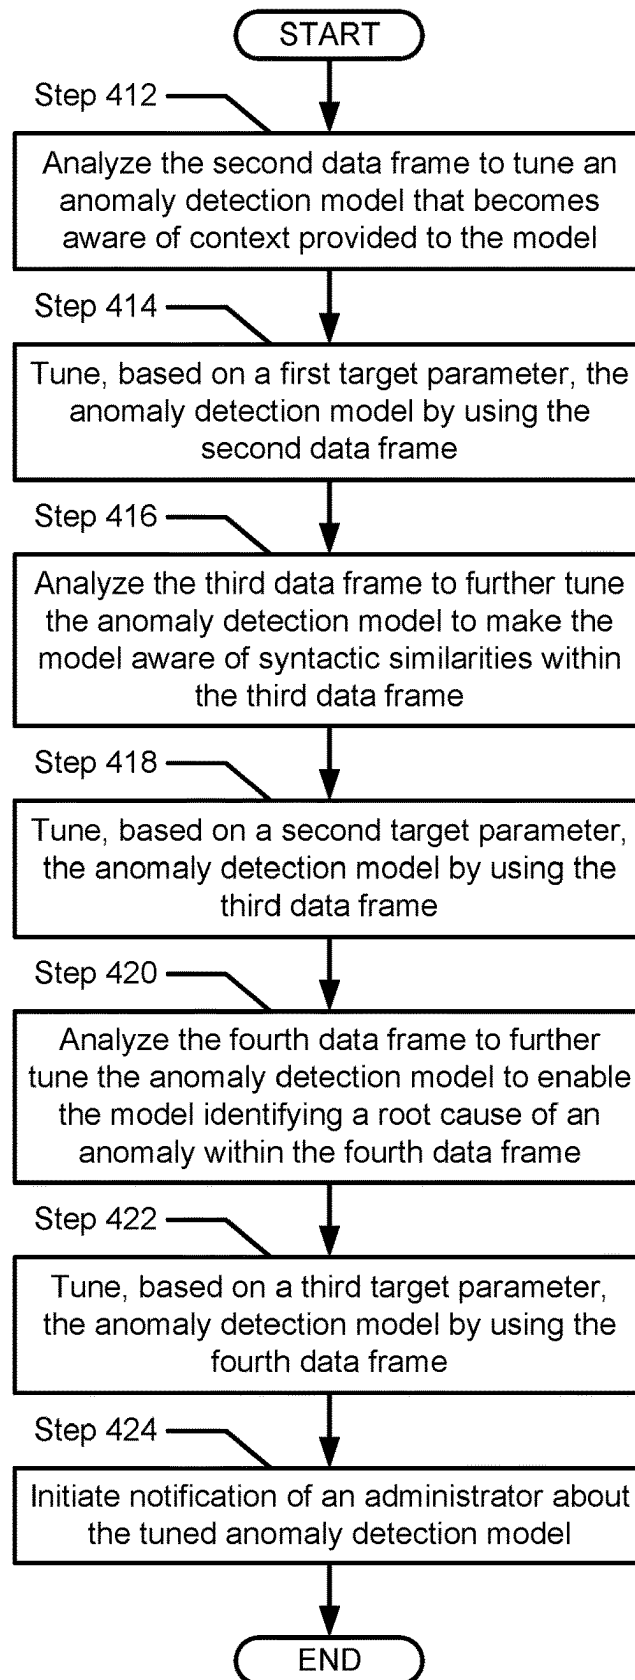 START
Step 412
Analyze the second data frame to tune an
anomaly detection model that becomes
aware of context provided to the model
Step 414
Tune, based on a first target parameter, the
anomaly detection model by using the
second data frame
Step 416
Analyze the third data frame to further tune
the anomaly detection model to make the
model aware of syntactic similarities within
the third data frame
Step 418
Tune, based on a second target parameter,
the anomaly detection model by using the
third data frame
Step 420
Analyze the fourth data frame to further
tune the anomaly detection model to enable
the model identifying a root cause of an
anomaly within the fourth data frame
Step 422
Tune, based on a third target parameter,
the anomaly detection model by using the
fourth data frame
Step 424
Initiate notification of an administrator about
the tuned anomaly detection model
END